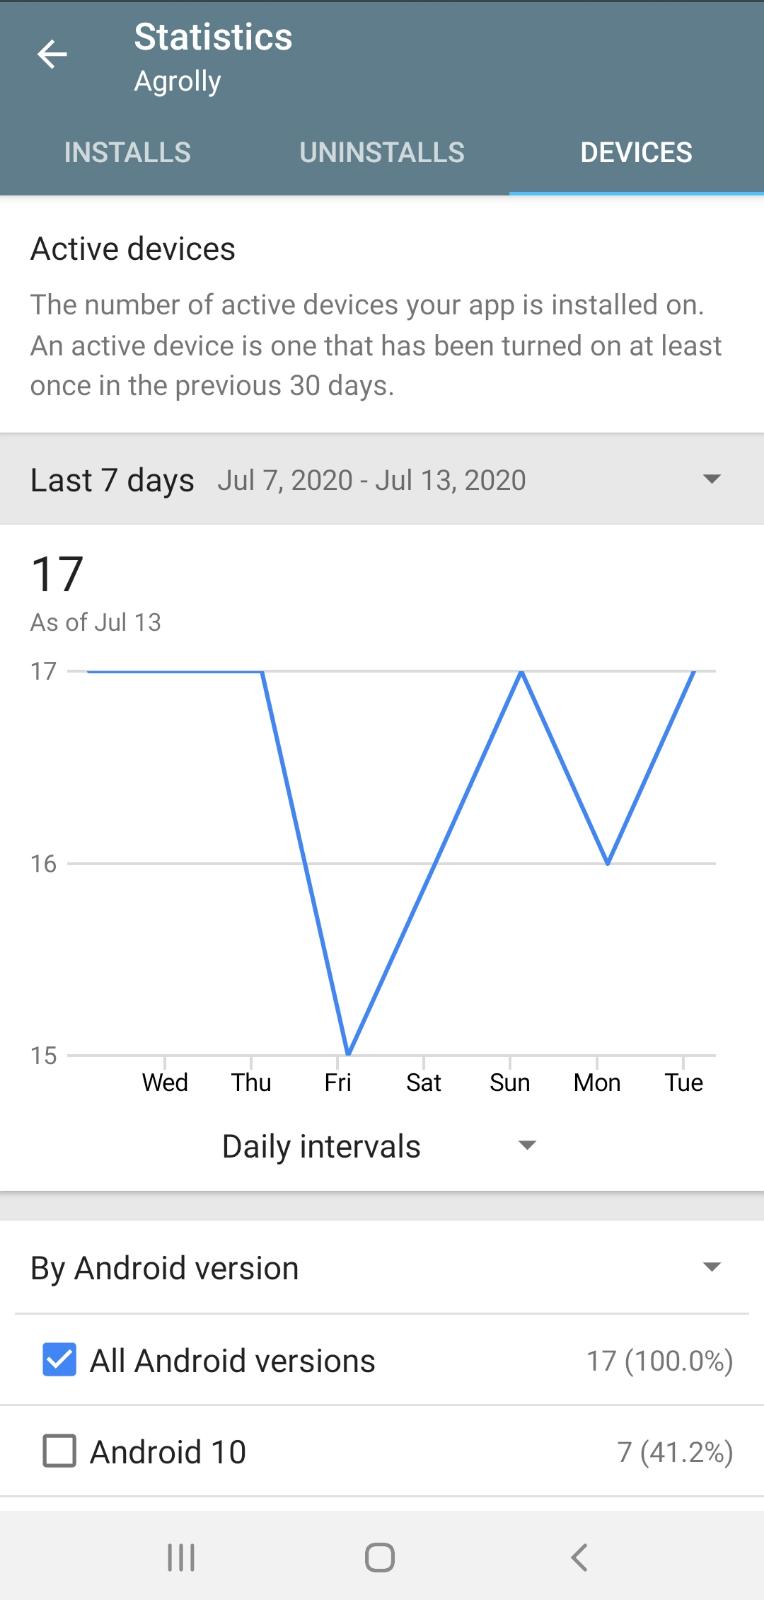 Statistics
Agrolly
INSTALLS UNINSTALLS DEVICES
Active devices
The number of active devices your app is installed on.
An active device is one that has been turned on at least
once in the previous 30 days.
Last 7 days Jul 7, 2020 - Jul 13, 2020
17
As of Jul 13
17
16
15
Wed Thu Fri Sat Sun Mon Tue
Daily intervals
By Android version
All Android versions 17 (100.0%)
Android 10 7 (41.2%)